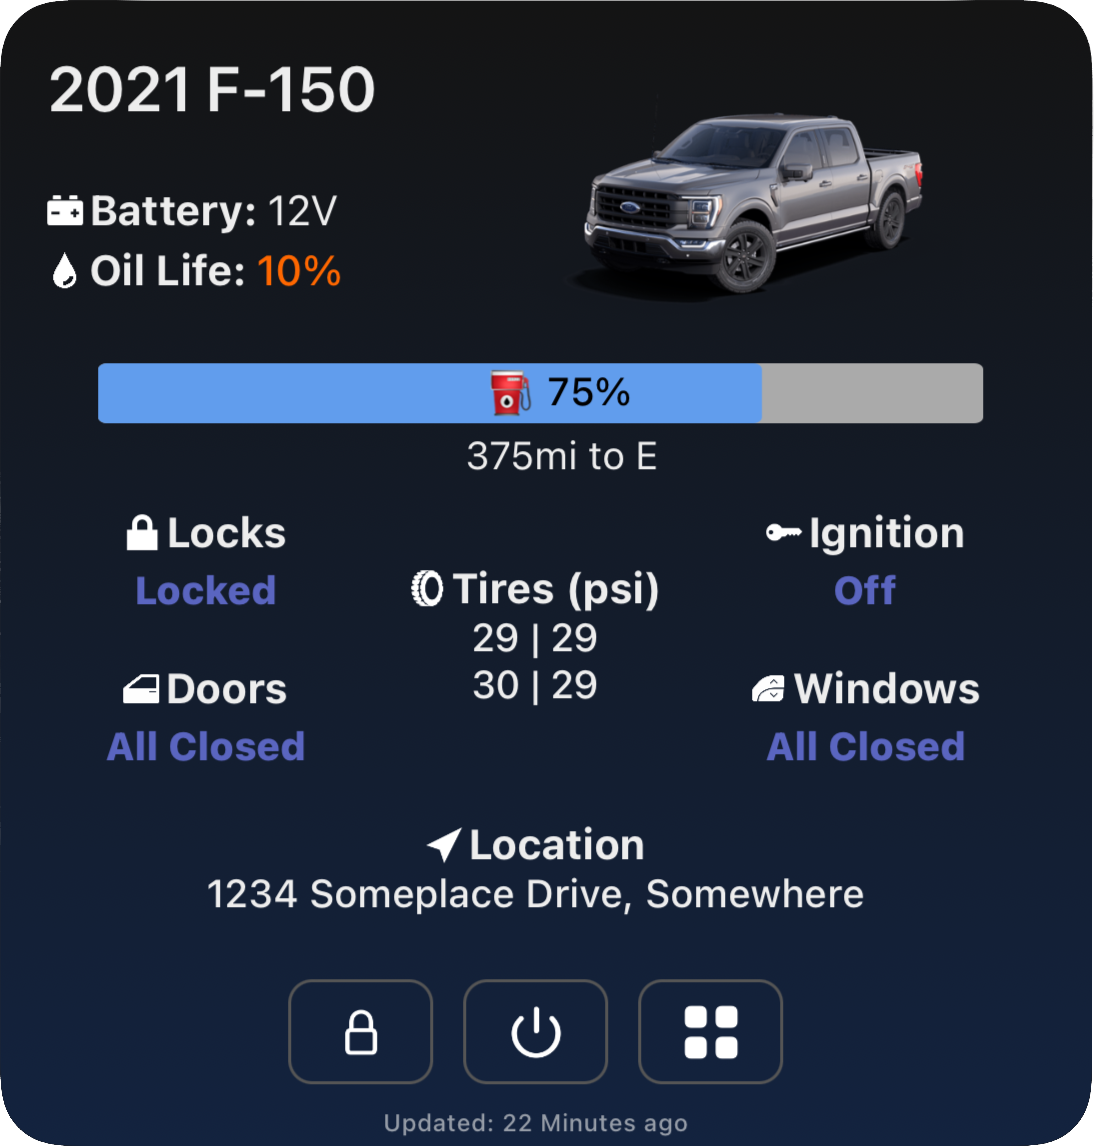 2021 F-150
Battery: 12V
Oil Life: 10%
75%
375mi to E
Locks
Locked
Ignition
Off
Tires (psi)
29 | 29
30 | 29
Doors
All Closed
Windows
All Closed
Location
1234 Someplace Drive, Somewhere
Updated: 22 Minutes ago